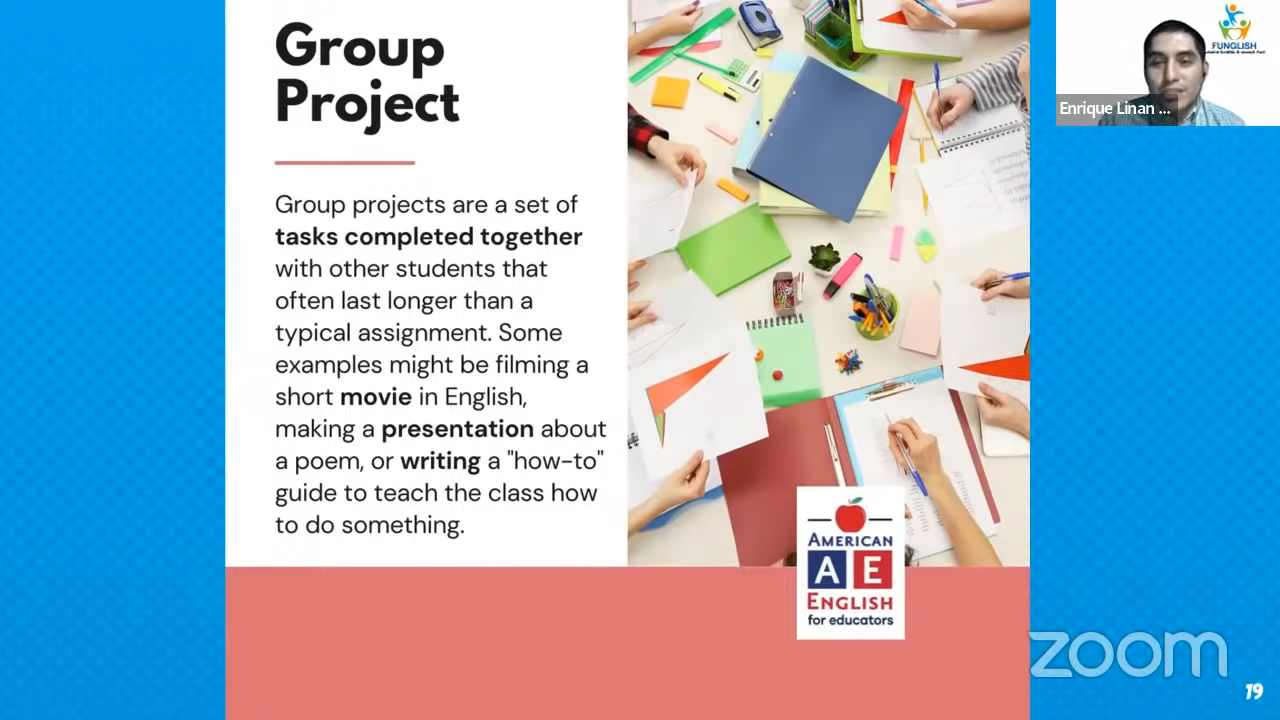 Group
Project
Group projects are a set of
tasks completed together
with other students that
often last longer than a
typical assignment. Some
examples might be filming a
short movie in English,
making a presentation about
a poem, or writing a "how-to"
guide to teach the class how
to do something.
AMERICAN
AE
ENGLISH
for educators
FUNGLISH
Enrique Linan ...
zoom
19